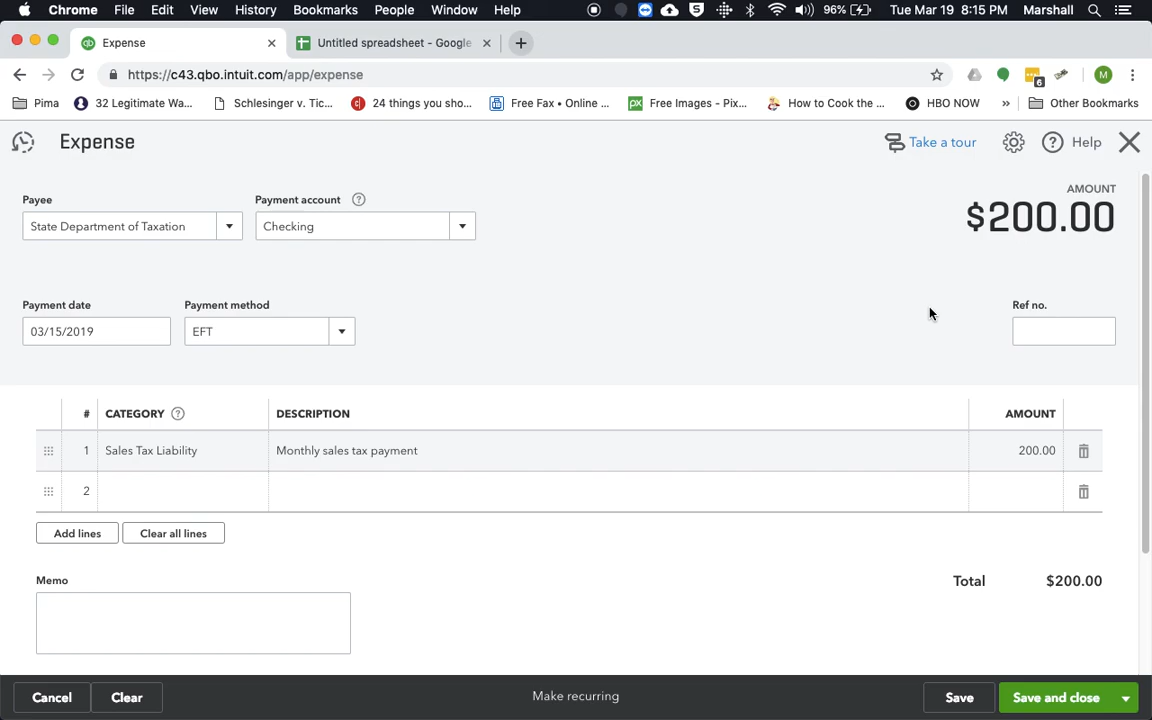 Chrome File Edit View History Bookmarks People Window Help 96% Tue Mar 19 8:15 PM Marshall
Expense
Untitled spreadsheet - Google
https://c43.qbo.intuit.com/app/expense
6
M
Pima 32 Legitimate Wa... Schlesinger v. Tic... 24 things you sho... Free Fax • Online ... Free Images - Pix... How to Cook the ... HBO NOW » Other Bookmarks
Expense
Take a tour
Help
Payee
Payment account
AMOUNT
State Department of Taxation
Checking
$200.00
Payment date
Payment method
Ref no.
03/15/2019
EFT
# CATEGORY DESCRIPTION AMOUNT
1 Sales Tax Liability Monthly sales tax payment 200.00
2
Add lines
Clear all lines
Memo
Total $200.00
Cancel
Clear
Make recurring
Save
Save and close